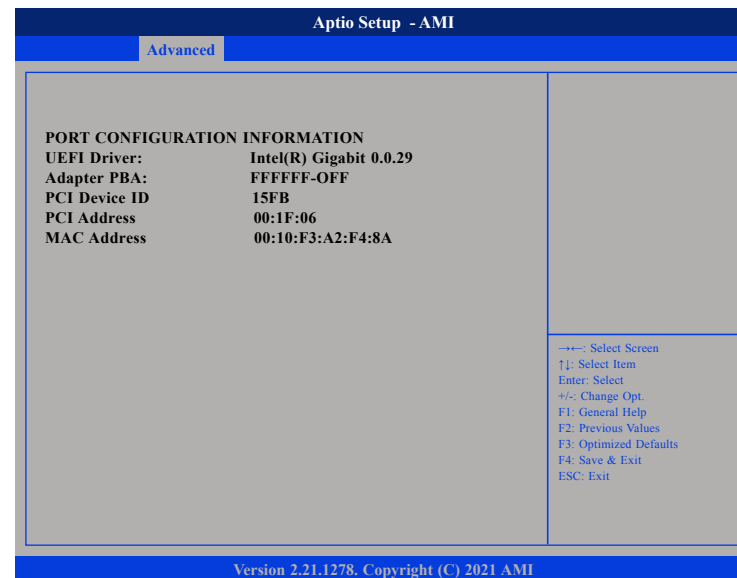 Aptio Setup - AMI
Advanced
PORT CONFIGURATION INFORMATION
UEFI Driver: Intel(R) Gigabit 0.0.29
Adapter PBA: FFFFFF-OFF
PCI Device ID 15FB
PCI Address 00:1F:06
MAC Address 00:10:F3:A2:F4:8A
→←: Select Screen
↑↓: Select Item
Enter: Select
+/-: Change Opt.
F1: General Help
F2: Previous Values
F3: Optimized Defaults
F4: Save & Exit
ESC: Exit
Version 2.21.1278. Copyright (C) 2021 AMI